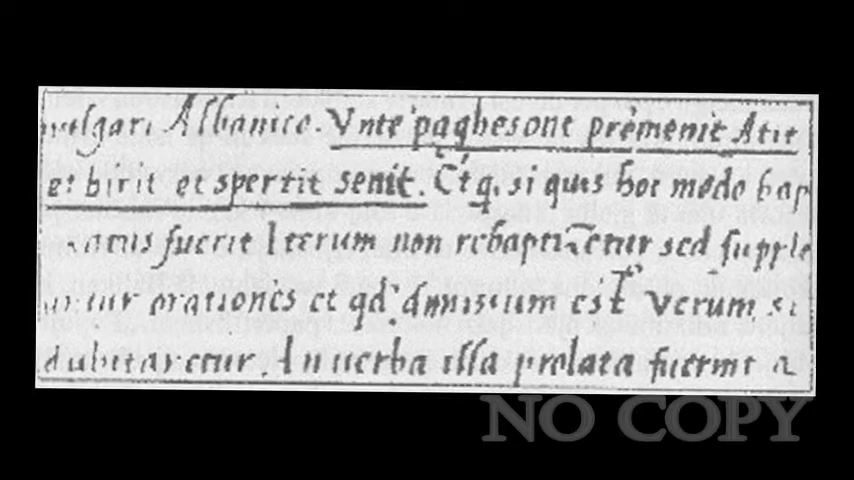 vulgari Albanico. Vnte paghesont premenit Atit
et birit et spertit senit. Et q. si quis hoc modo bap
fuerit Iterum non rebaptizetur sed supple
orationes et qd dimissum est Verum si
dubitaretur. An uerba illa prolata fuerint a
NO COPY